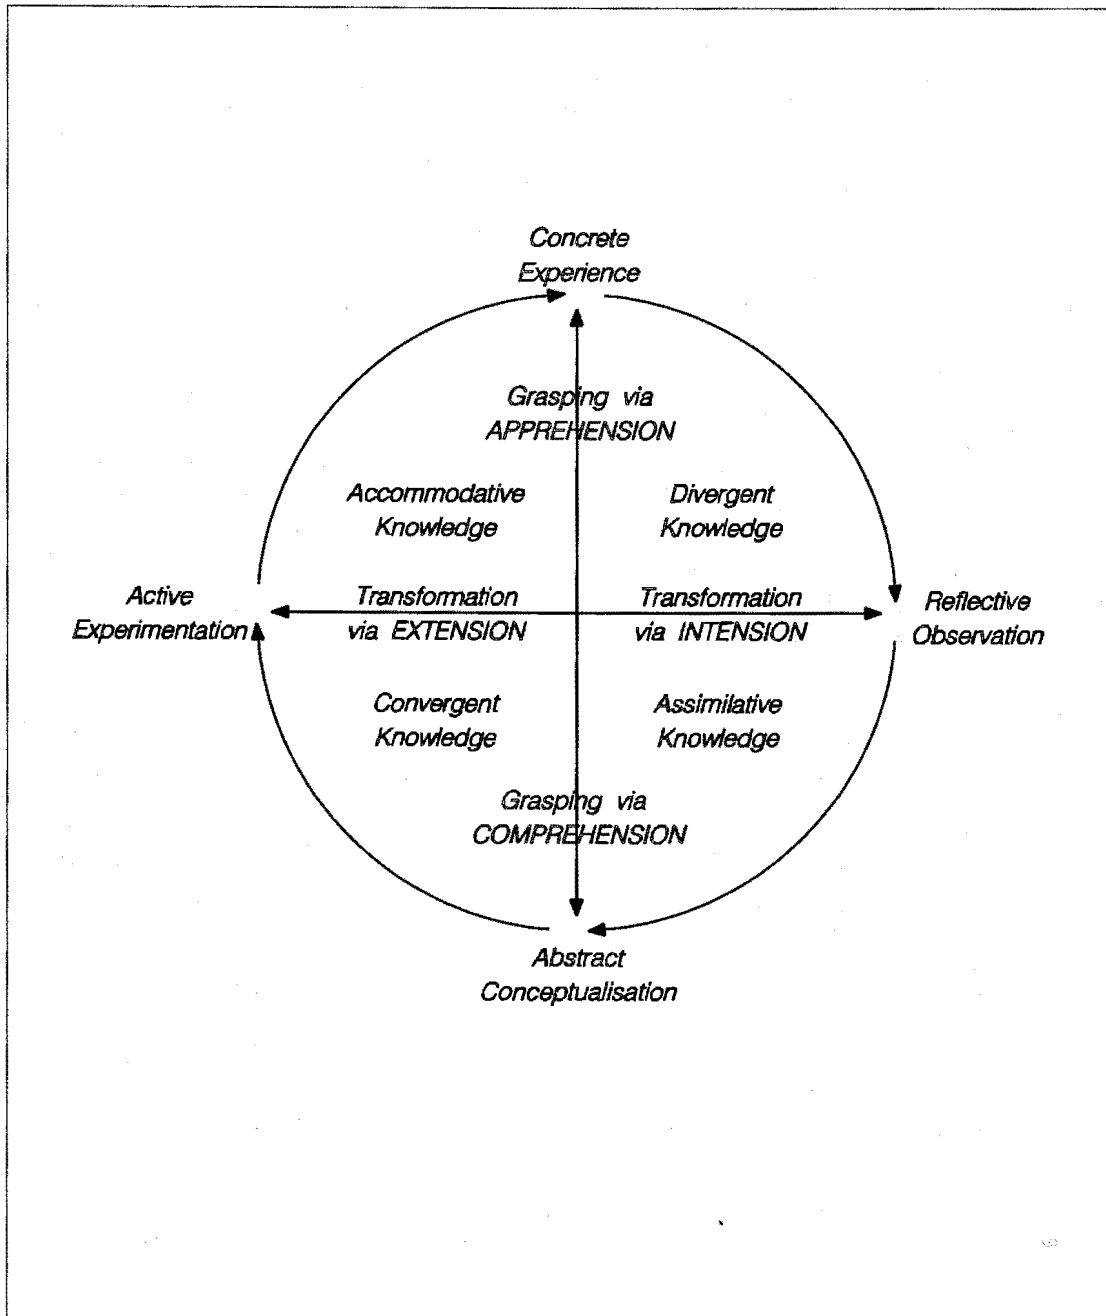 Concrete
Experience
Grasping via
APPREHENSION
Accommodative
Knowledge
Divergent
Knowledge
Active
Experimentation
Transformation
via EXTENSION
Transformation
via INTENSION
Reflective
Observation
Convergent
Knowledge
Assimilative
Knowledge
Grasping via
COMPREHENSION
Abstract
Conceptualisation